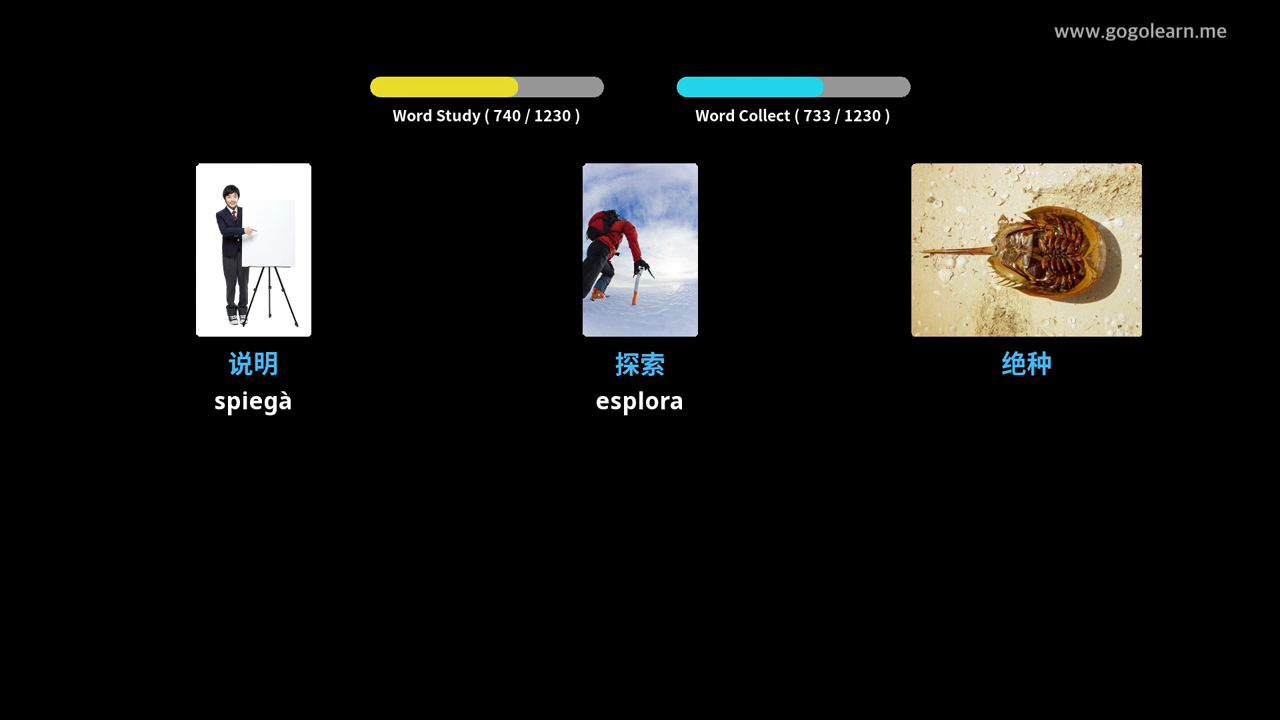 www.gogolearn.me
Word Study ( 740 / 1230 )
Word Collect ( 733 / 1230 )
说明
spiegà
探索
esplora
绝种